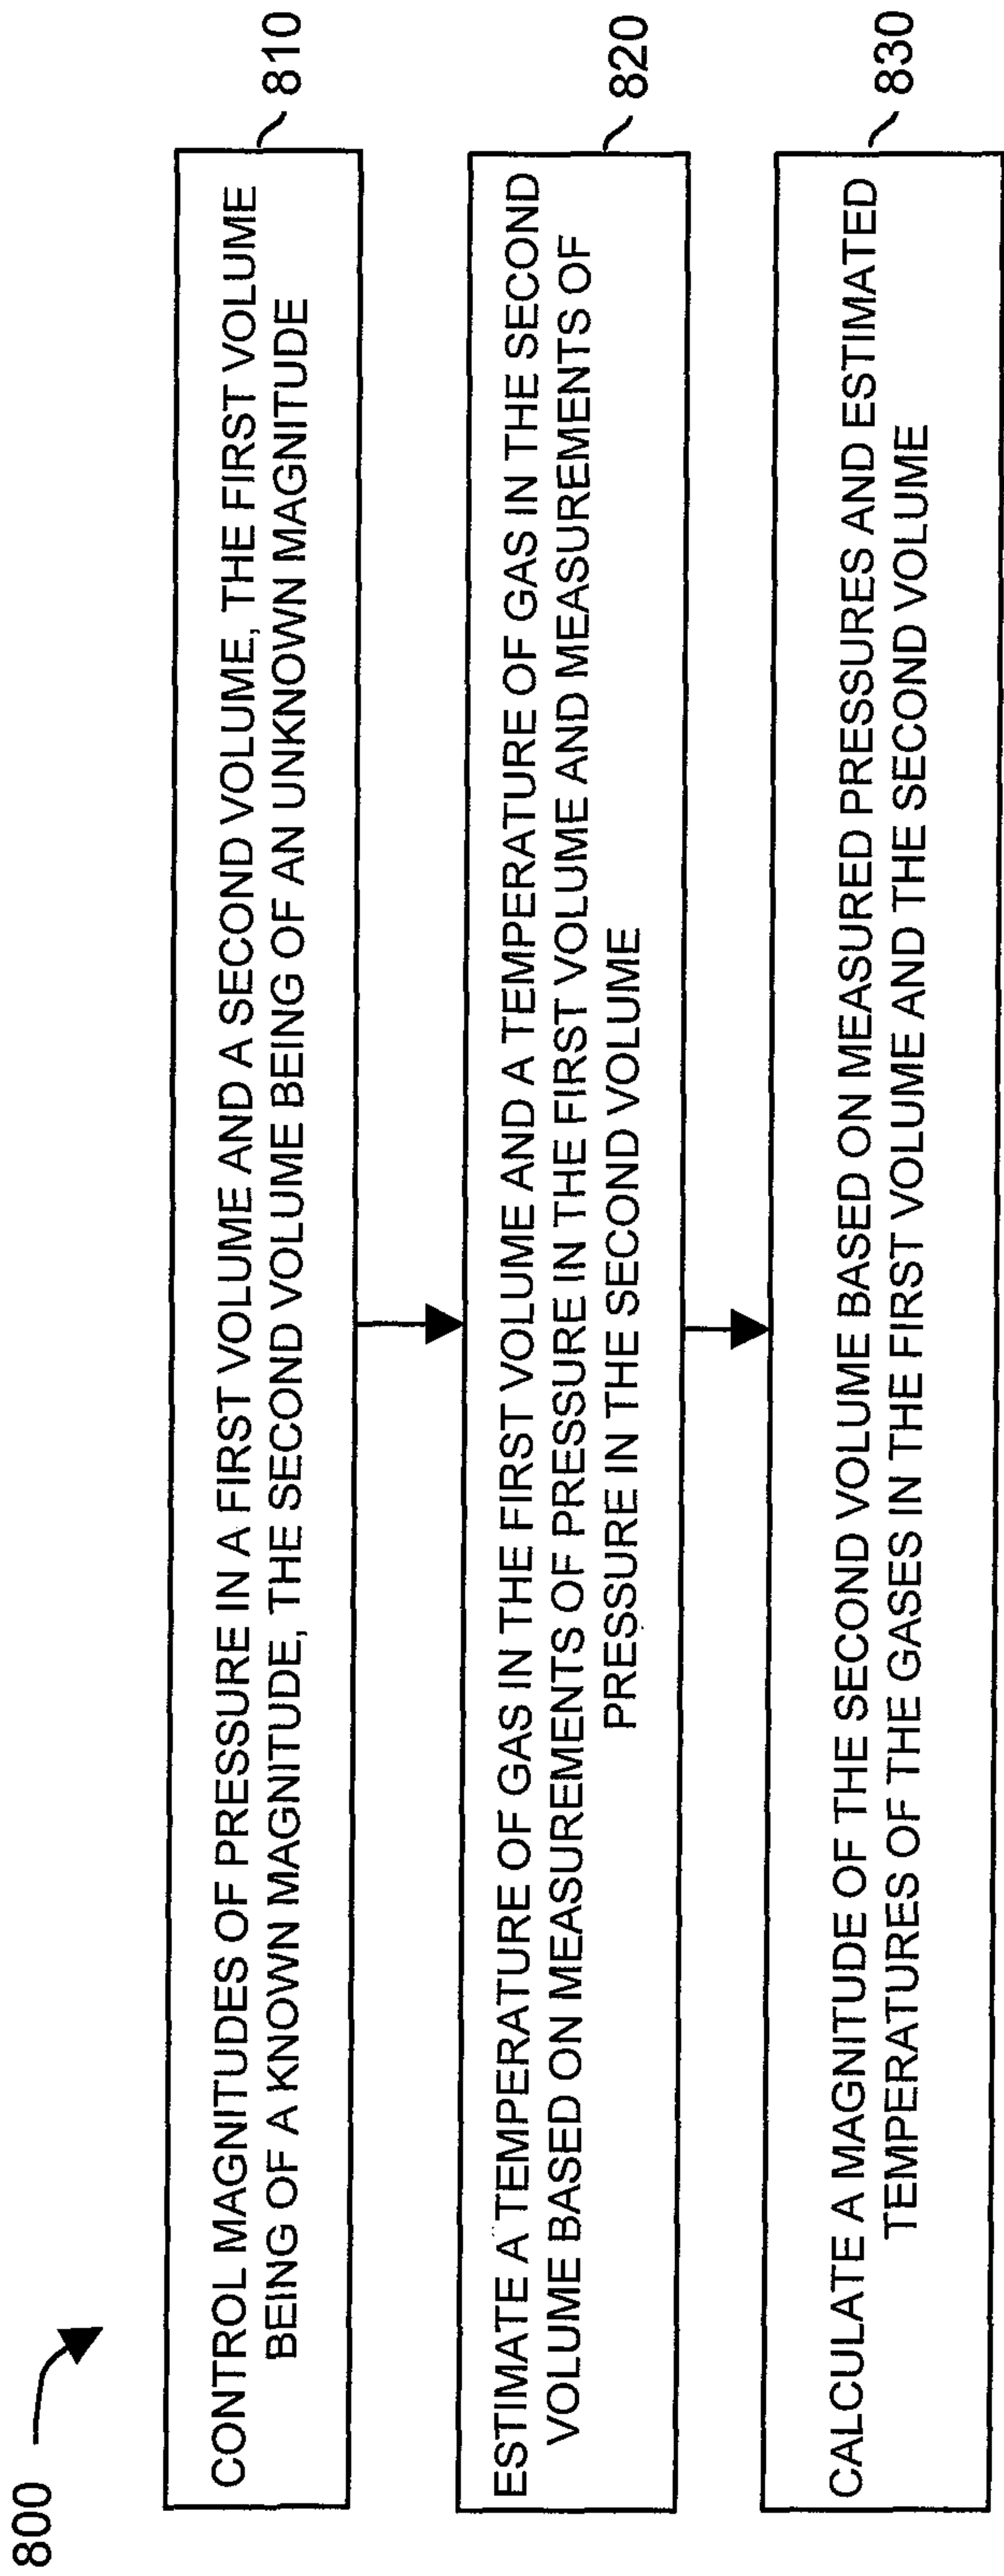 800
CONTROL MAGNITUDES OF PRESSURE IN A FIRST VOLUME AND A SECOND VOLUME, THE FIRST VOLUME
BEING OF A KNOWN MAGNITUDE, THE SECOND VOLUME BEING OF AN UNKNOWN MAGNITUDE
810
ESTIMATE A TEMPERATURE OF GAS IN THE FIRST VOLUME AND A TEMPERATURE OF GAS IN THE SECOND
VOLUME BASED ON MEASUREMENTS OF PRESSURE IN THE FIRST VOLUME AND MEASUREMENTS OF
PRESSURE IN THE SECOND VOLUME
820
CALCULATE A MAGNITUDE OF THE SECOND VOLUME BASED ON MEASURED PRESSURES AND ESTIMATED
TEMPERATURES OF THE GASES IN THE FIRST VOLUME AND THE SECOND VOLUME
830